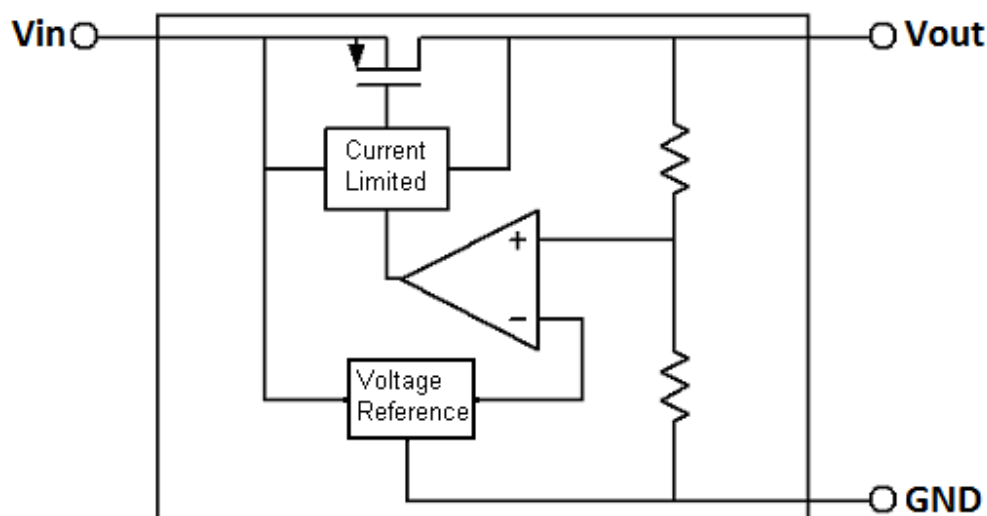 Vin
Vout
Current
Limited
+
−
Voltage
Reference
GND